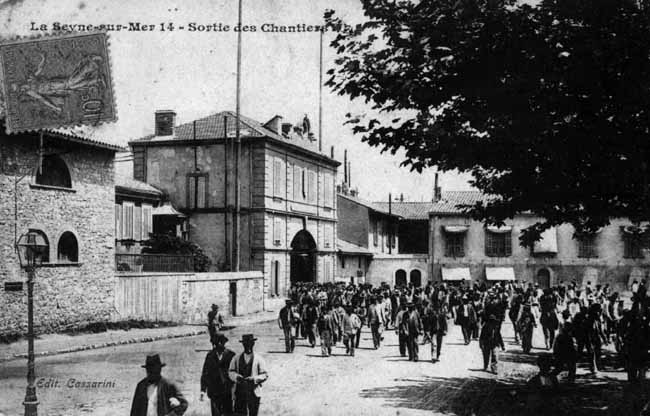 La Seyne-sur-Mer 14 - Sortie des Chantiers
Edit. Cassarini